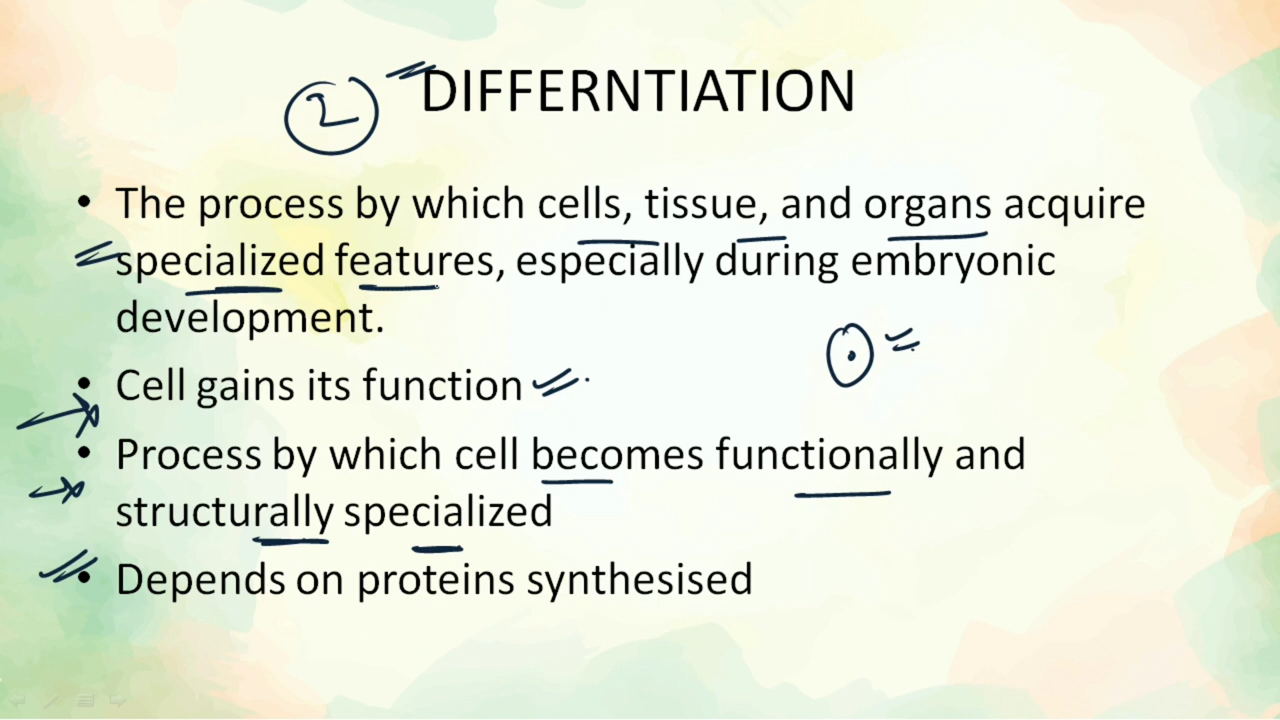 2 DIFFERNTIATION
• The process by which cells, tissue, and organs acquire
specialized features, especially during embryonic
development.
• Cell gains its function
• Process by which cell becomes functionally and
structurally specialized
• Depends on proteins synthesised